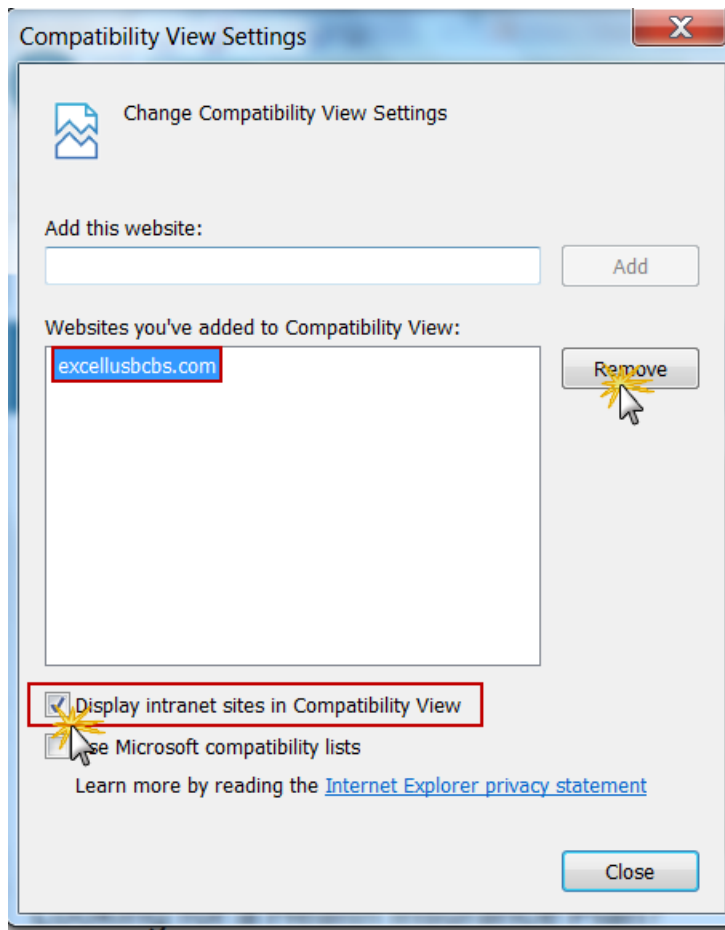 Compatibility View Settings
Change Compatibility View Settings
Add this website:
Add
Websites you've added to Compatibility View:
excellusbcbs.com
Remove
Display intranet sites in Compatibility View
Microsoft compatibility lists
Learn more by reading the Internet Explorer privacy statement
Close